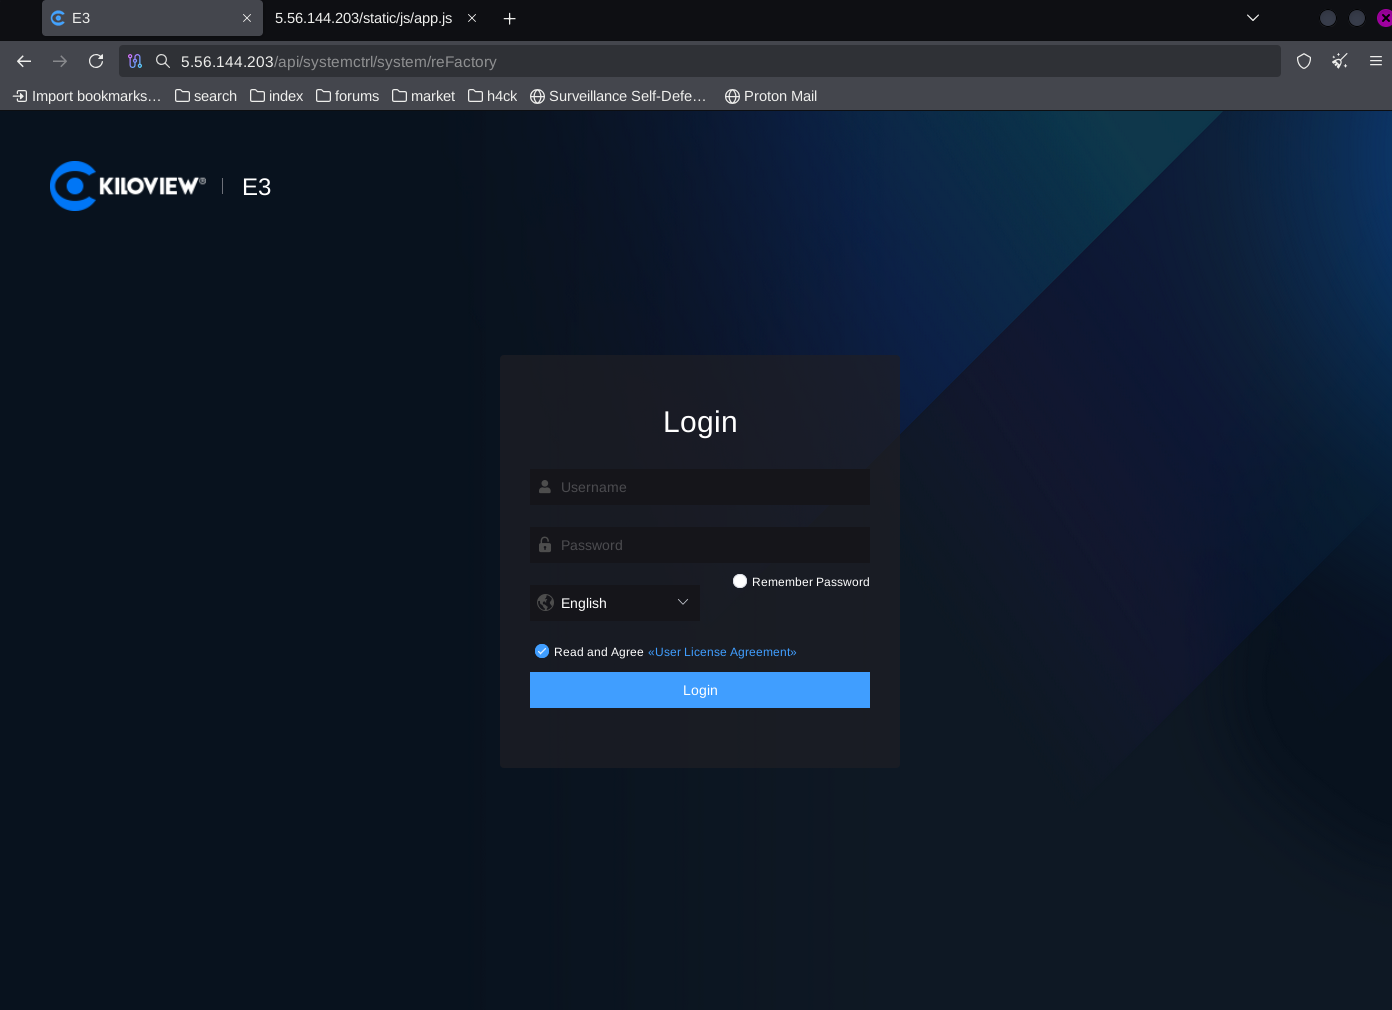 E3
5.56.144.203/static/js/app.js
5.56.144.203/api/systemctrl/system/reFactory
Import bookmarks… search index forums market h4ck Surveillance Self-Defe… Proton Mail
KILOVIEW® E3
Login
Username
Password
Remember Password
English
Read and Agree «User License Agreement»
Login